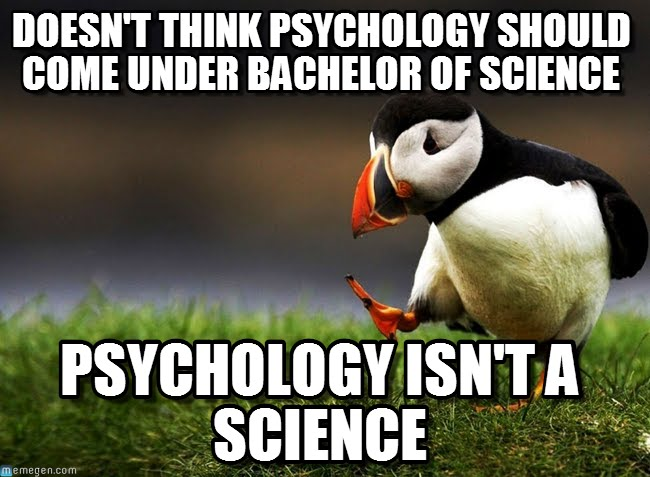 DOESN'T THINK PSYCHOLOGY SHOULD
COME UNDER BACHELOR OF SCIENCE
PSYCHOLOGY ISN'T A
SCIENCE
memegen.com